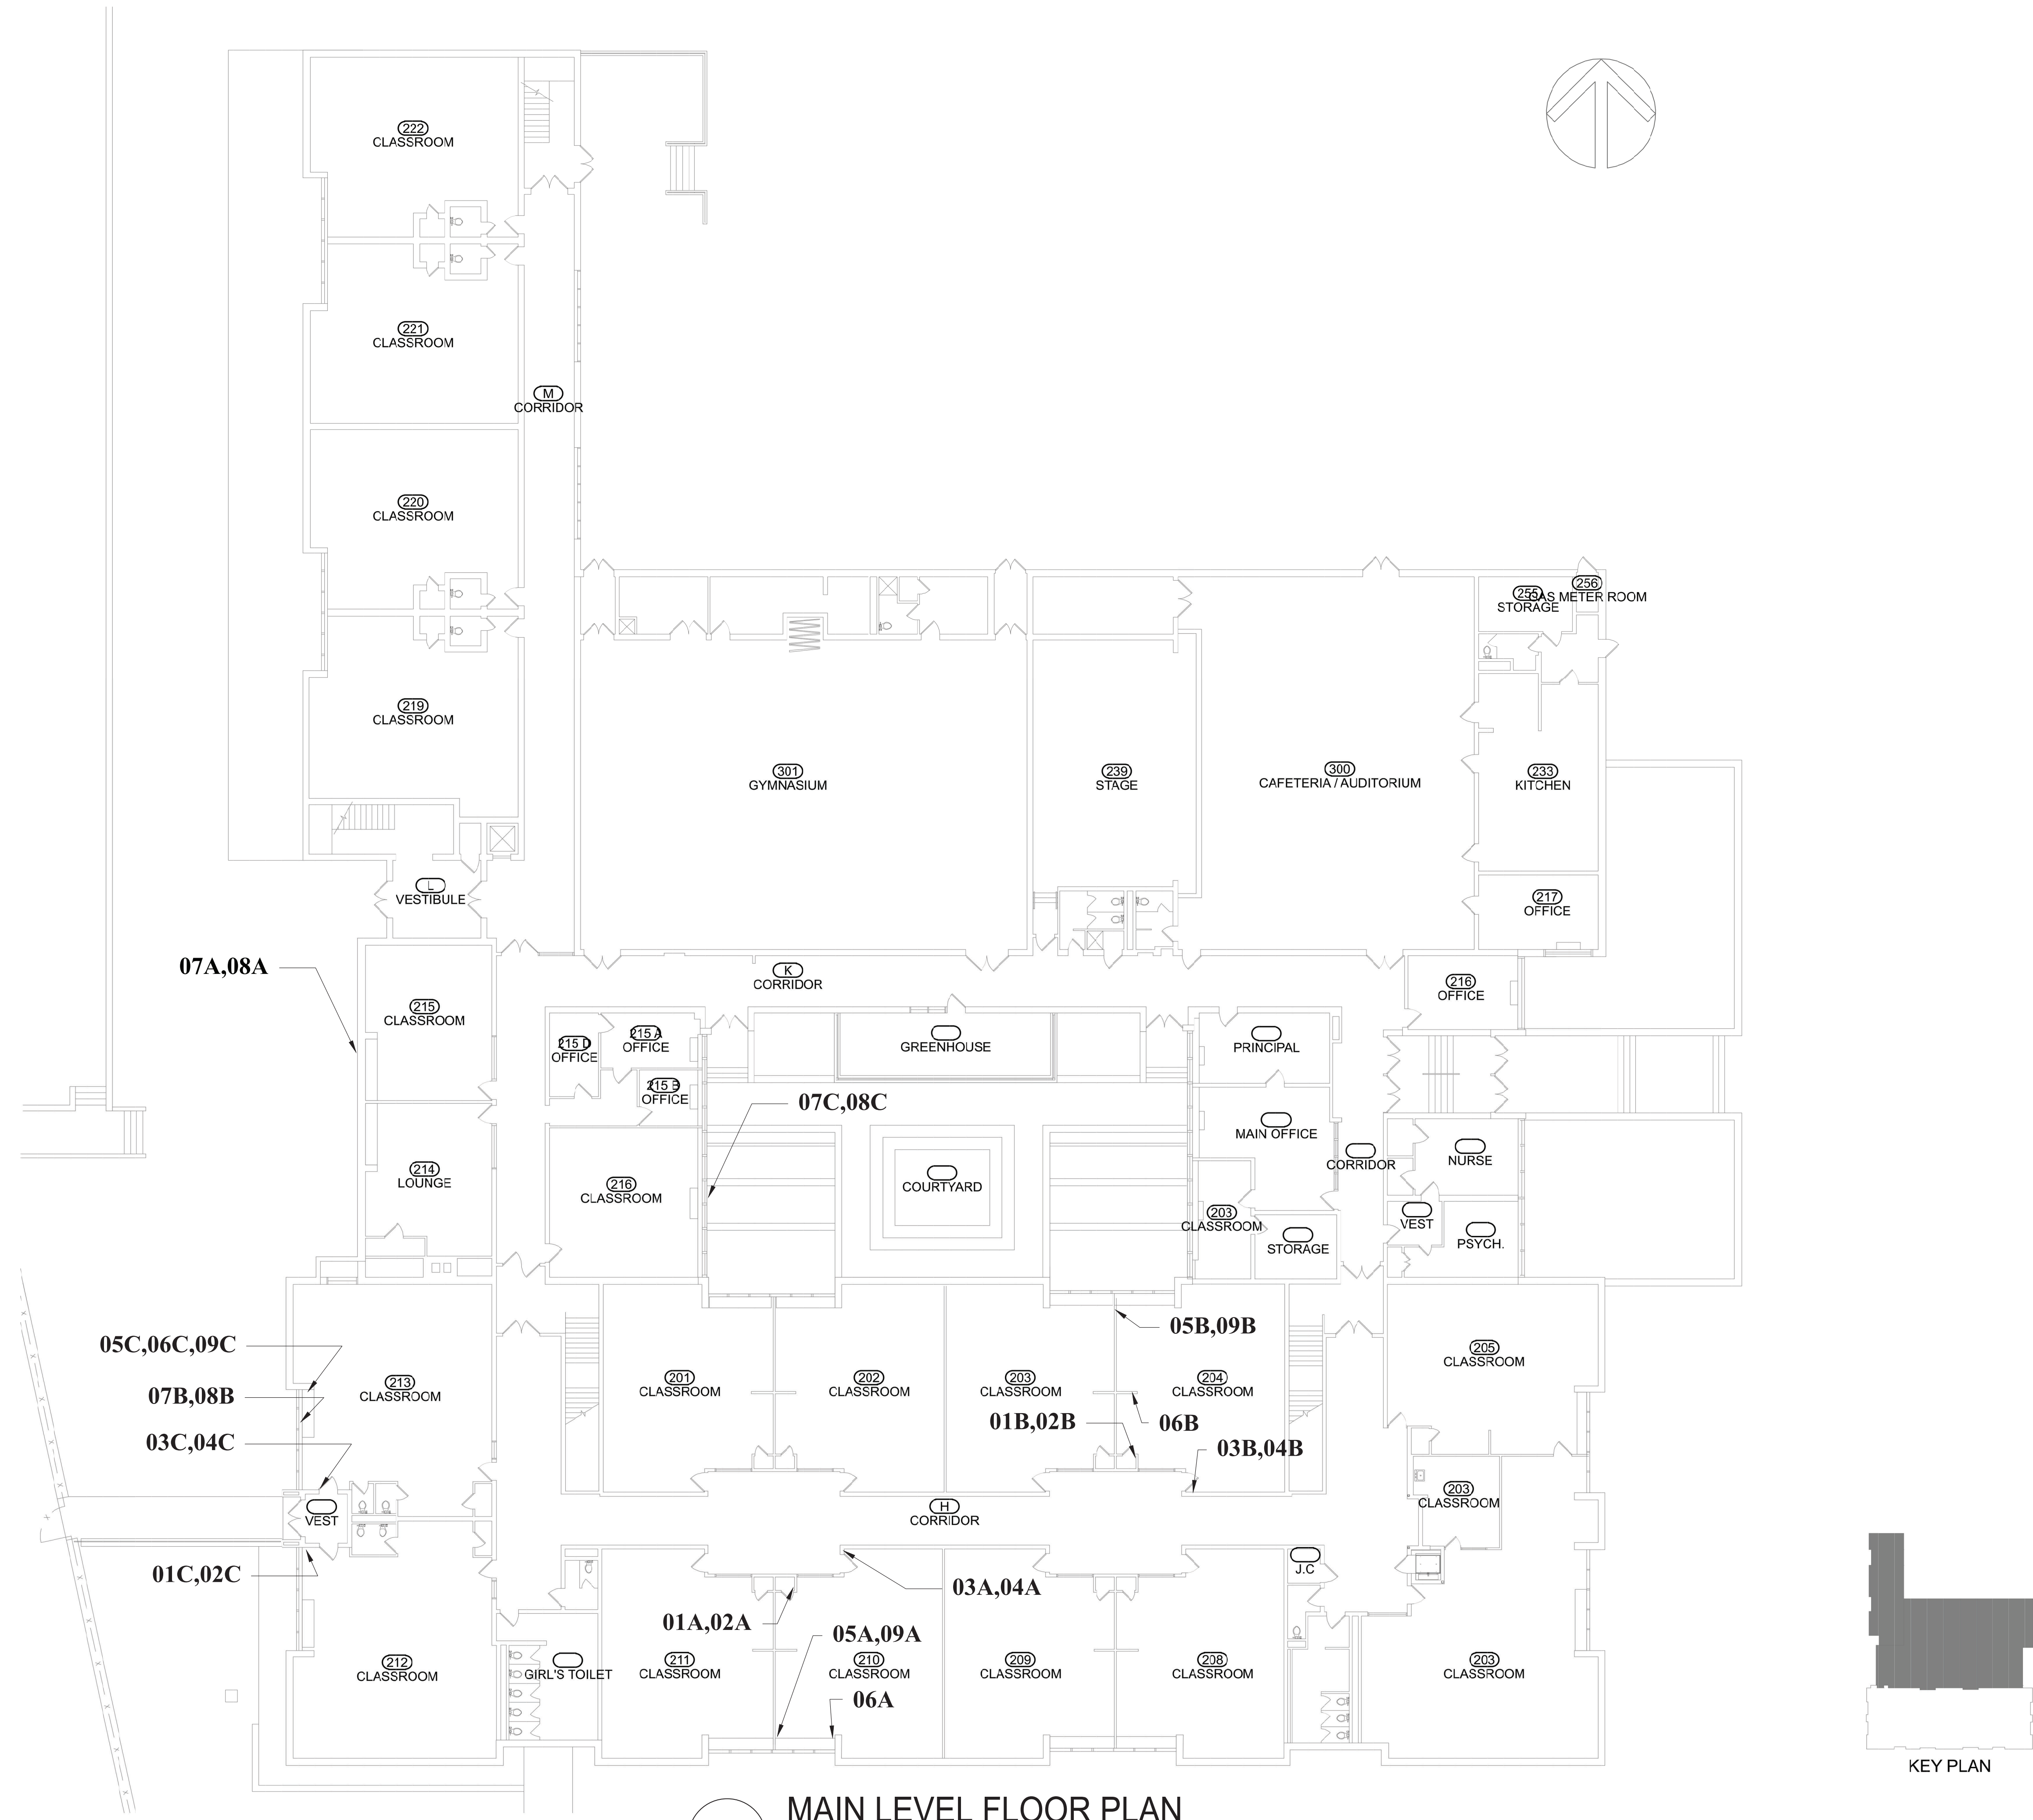 222
CLASSROOM
221
CLASSROOM
M
CORRIDOR
220
CLASSROOM
255
STORAGE
256
GAS METER ROOM
219
CLASSROOM
301
GYMNASIUM
239
STAGE
300
CAFETERIA / AUDITORIUM
233
KITCHEN
L
VESTIBULE
217
OFFICE
07A,08A
K
CORRIDOR
216
OFFICE
215
CLASSROOM
215 D
OFFICE
215 A
OFFICE
GREENHOUSE
PRINCIPAL
215 E
OFFICE
07C,08C
MAIN OFFICE
CORRIDOR
NURSE
214
LOUNGE
216
CLASSROOM
COURTYARD
203
CLASSROOM
VEST
STORAGE
PSYCH.
05B,09B
05C,06C,09C
213
CLASSROOM
201
CLASSROOM
202
CLASSROOM
203
CLASSROOM
204
CLASSROOM
205
CLASSROOM
07B,08B
01B,02B
06B
03C,04C
03B,04B
VEST
H
CORRIDOR
203
CLASSROOM
01C,02C
J.C
03A,04A
01A,02A
05A,09A
212
CLASSROOM
GIRL'S TOILET
211
CLASSROOM
210
CLASSROOM
209
CLASSROOM
208
CLASSROOM
203
CLASSROOM
06A
KEY PLAN
MAIN LEVEL FLOOR PLAN